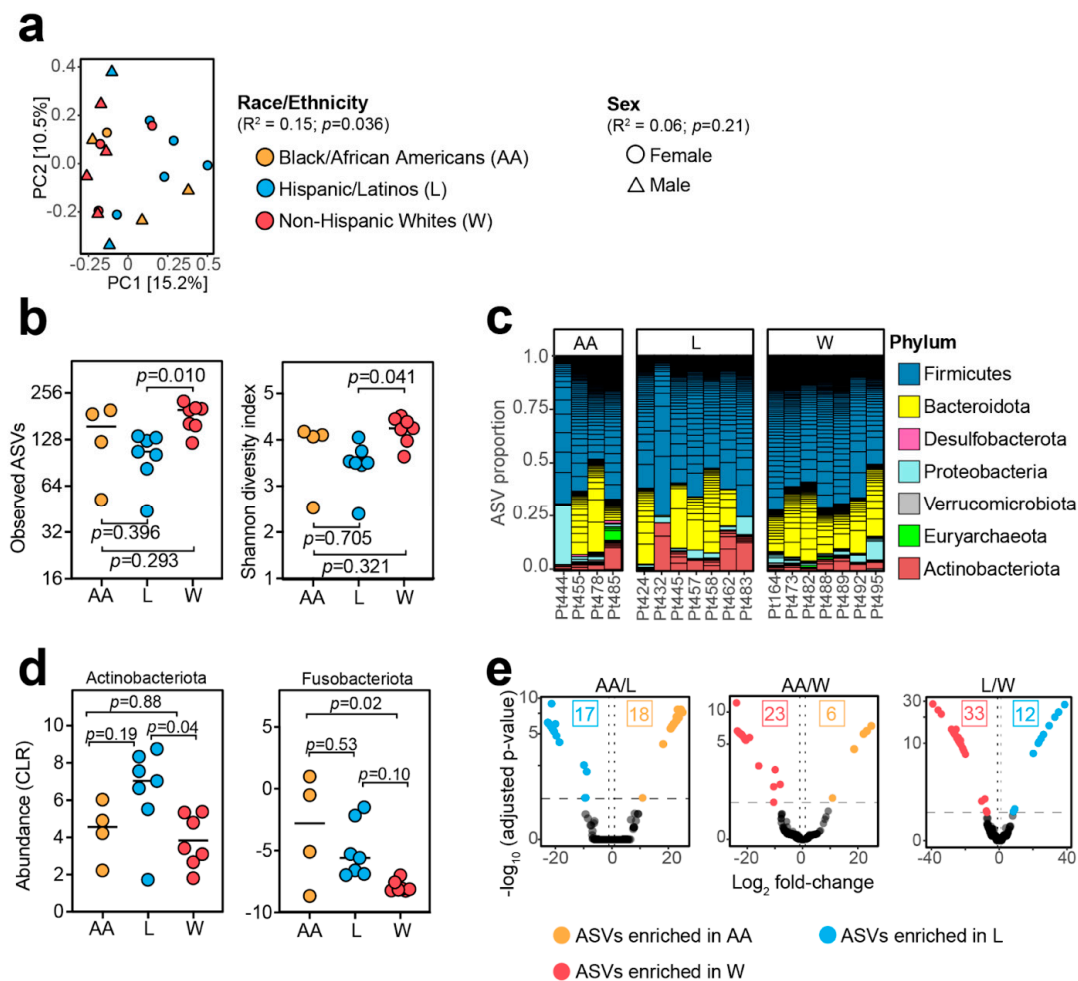 a
0.4
0.2
0.0
-0.2
PC2 [10.5%]
-0.25
0
0.25
0.5
PC1 [15.2%]
Race/Ethnicity
(R² = 0.15; p=0.036)
Black/African Americans (AA)
Hispanic/Latinos (L)
Non-Hispanic Whites (W)
Sex
(R² = 0.06; p=0.21)
Female
Male
b
Observed ASVs
256
128
64
32
16
p=0.010
p=0.396
p=0.293
AA
L
W
Shannon diversity index
5
4
3
2
1
p=0.041
p=0.705
p=0.321
AA
L
W
c
AA
L
W
ASV proportion
1.0
0.75
0.5
0.25
0.0
Pt444
Pt455
Pt478
Pt485
Pt424
Pt432
Pt445
Pt457
Pt458
Pt462
Pt483
Pt164
Pt473
Pt482
Pt488
Pt489
Pt492
Pt495
Phylum
Firmicutes
Bacteroidota
Desulfobacterota
Proteobacteria
Verrucomicrobiota
Euryarchaeota
Actinobacteriota
d
Actinobacteriota
Abundance (CLR)
10
8
6
4
2
0
p=0.88
p=0.19
p=0.04
AA
L
W
Fusobacteriota
5
0
-5
-10
p=0.02
p=0.53
p=0.10
AA
L
W
e
-log₁₀ (adjusted p-value)
AA/L
10
5
0
17
18
-20
0
20
AA/W
10
5
0
23
6
-20
0
20
Log₂ fold-change
L/W
30
10
0
33
12
-40
-20
0
20
40
ASVs enriched in AA
ASVs enriched in L
ASVs enriched in W